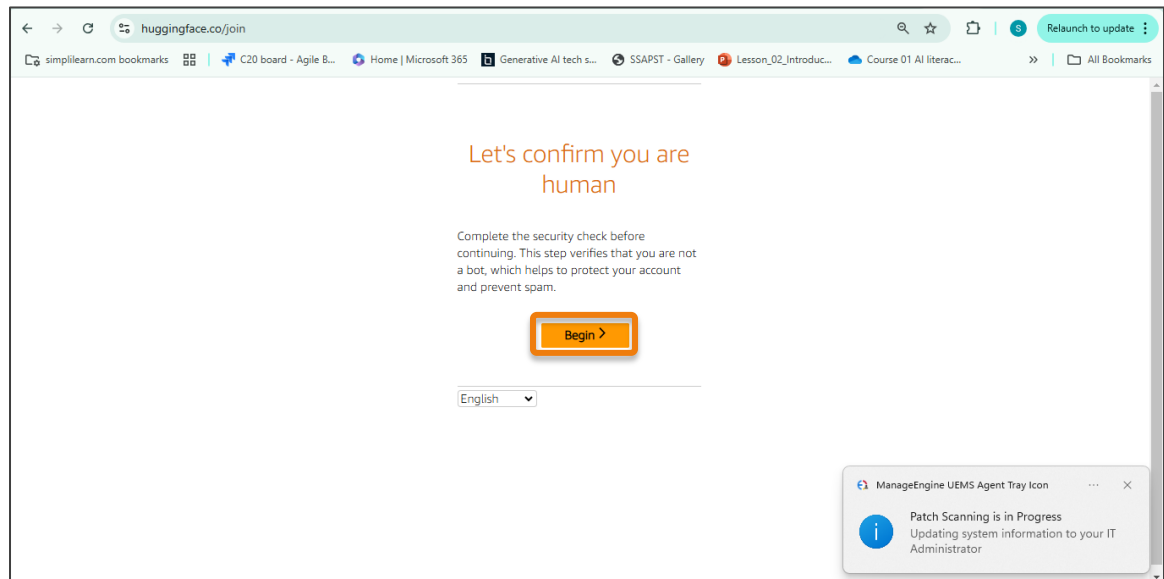 huggingface.co/join
S
Relaunch to update
simplilearn.com bookmarks
C20 board - Agile B...
Home | Microsoft 365
b
Generative AI tech s...
SSAPST - Gallery
Lesson_02_Introduc...
Course 01 AI literac...
»
All Bookmarks
Let's confirm you are
human
Complete the security check before
continuing. This step verifies that you are not
a bot, which helps to protect your account
and prevent spam.
Begin >
English
ManageEngine UEMS Agent Tray Icon
...
Patch Scanning is in Progress
Updating system information to your IT
Administrator